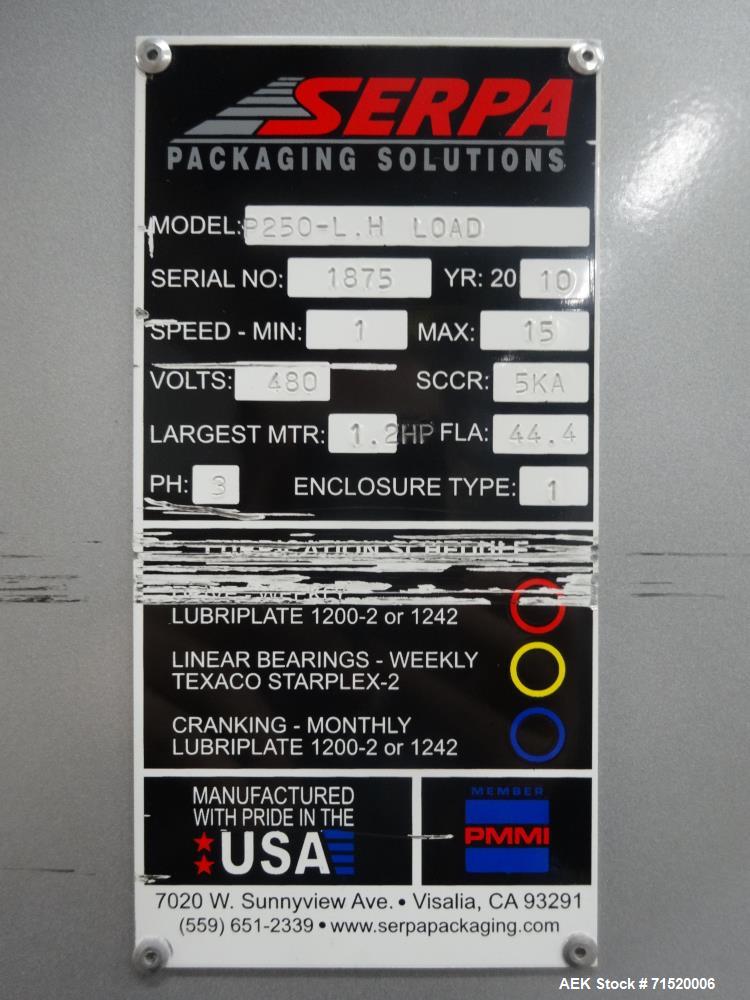 SERPA
PACKAGING SOLUTIONS
MODEL: P250-L.H LOAD
SERIAL NO: 1875 YR: 20 10
SPEED - MIN: 1 MAX: 15
VOLTS: 480 SCCR: 5KA
LARGEST MTR: 1.2HP FLA: 44.4
PH: 3 ENCLOSURE TYPE: 1
LUBRICATION SCHEDULE
WEEKLY
LUBRIPLATE 1200-2 or 1242
LINEAR BEARINGS - WEEKLY
TEXACO STARPLEX-2
CRANKING - MONTHLY
LUBRIPLATE 1200-2 or 1242
MANUFACTURED
WITH PRIDE IN THE
USA
MEMBER
PMMI
7020 W. Sunnyview Ave. • Visalia, CA 93291
(559) 651-2339 • www.serpapackaging.com
AEK Stock # 71520006